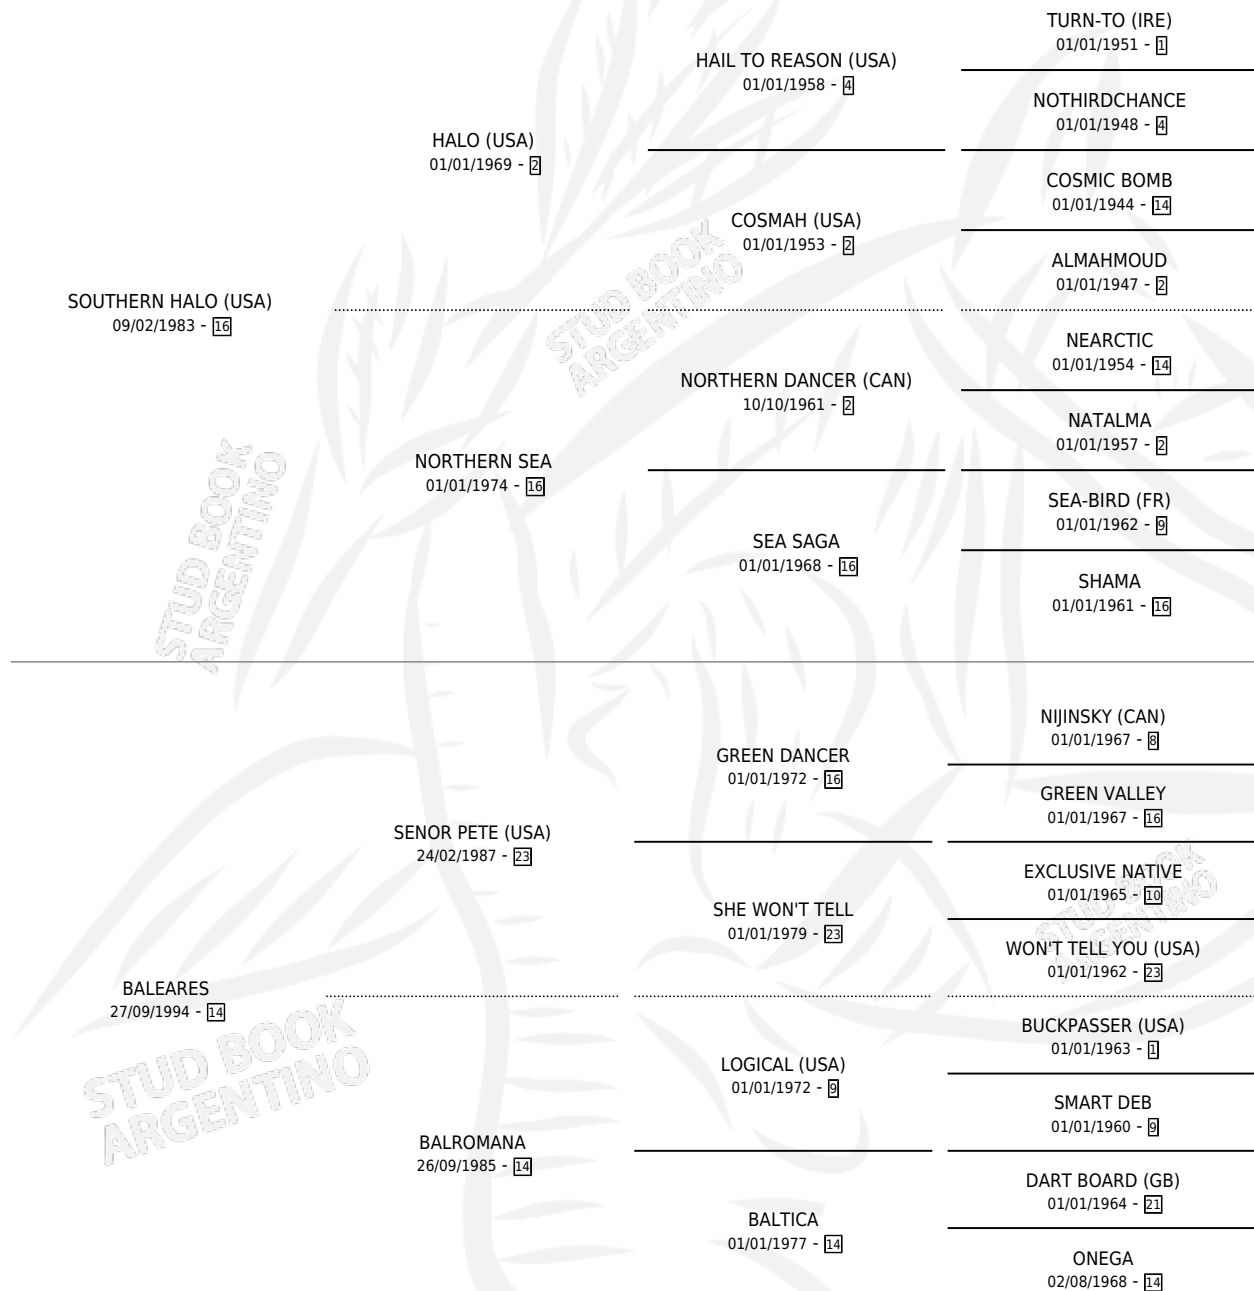 TURN-TO (IRE)
01/01/1951 - 1
HAIL TO REASON (USA)
01/01/1958 - 4
NOTHIRDCHANCE
01/01/1948 - 4
HALO (USA)
01/01/1969 - 2
COSMIC BOMB
01/01/1944 - 14
COSMAH (USA)
01/01/1953 - 2
ALMAHMOUD
01/01/1947 - 2
SOUTHERN HALO (USA)
09/02/1983 - 16
NEARCTIC
01/01/1954 - 14
NORTHERN DANCER (CAN)
10/10/1961 - 2
NATALMA
01/01/1957 - 2
NORTHERN SEA
01/01/1974 - 16
SEA-BIRD (FR)
01/01/1962 - 9
SEA SAGA
01/01/1968 - 16
SHAMA
01/01/1961 - 16
NIJINSKY (CAN)
01/01/1967 - 8
GREEN DANCER
01/01/1972 - 16
GREEN VALLEY
01/01/1967 - 16
SENOR PETE (USA)
24/02/1987 - 23
EXCLUSIVE NATIVE
01/01/1965 - 10
SHE WON'T TELL
01/01/1979 - 23
WON'T TELL YOU (USA)
01/01/1962 - 23
BALEARES
27/09/1994 - 14
BUCKPASSER (USA)
01/01/1963 - 1
LOGICAL (USA)
01/01/1972 - 9
SMART DEB
01/01/1960 - 9
BALROMANA
26/09/1985 - 14
DART BOARD (GB)
01/01/1964 - 21
BALTICA
01/01/1977 - 14
ONEGA
02/08/1968 - 14
STUD BOOK
ARGENTINO
STUD BOOK
ARGENTINO
STUD BOOK
ARGENTINO
STUD BOOK
ARGENTINO